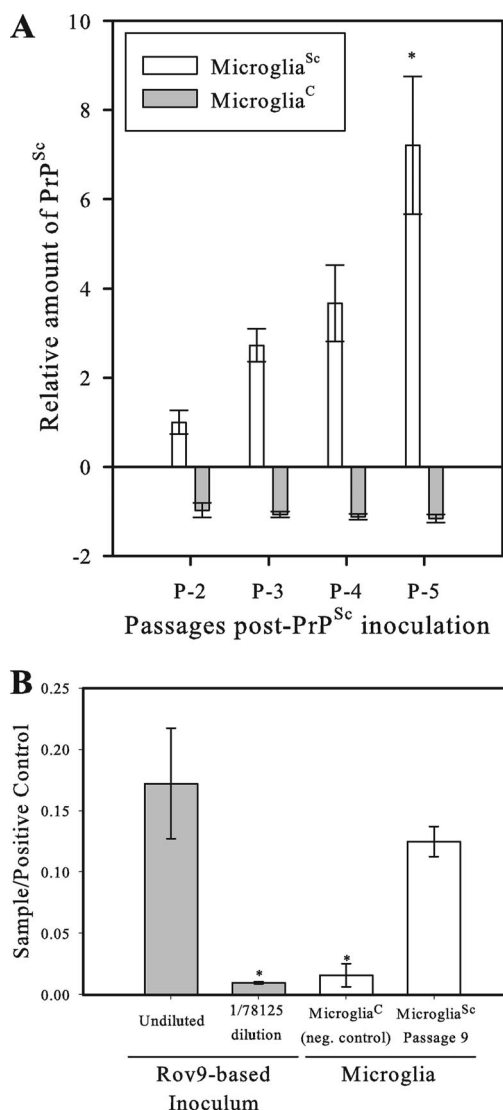 A
10
8
6
4
2
0
-2
Relative amount of PrP^Sc
Microglia^Sc
Microglia^C
*
P-2 P-3 P-4 P-5
Passages post-PrP^Sc inoculation
B
0.25
0.20
0.15
0.10
0.05
0.00
Sample/Positive Control
*
*
Undiluted
1/78125
dilution
Microglia^C
(neg. control)
Microglia^Sc
Passage 9
Rov9-based
Inoculum
Microglia